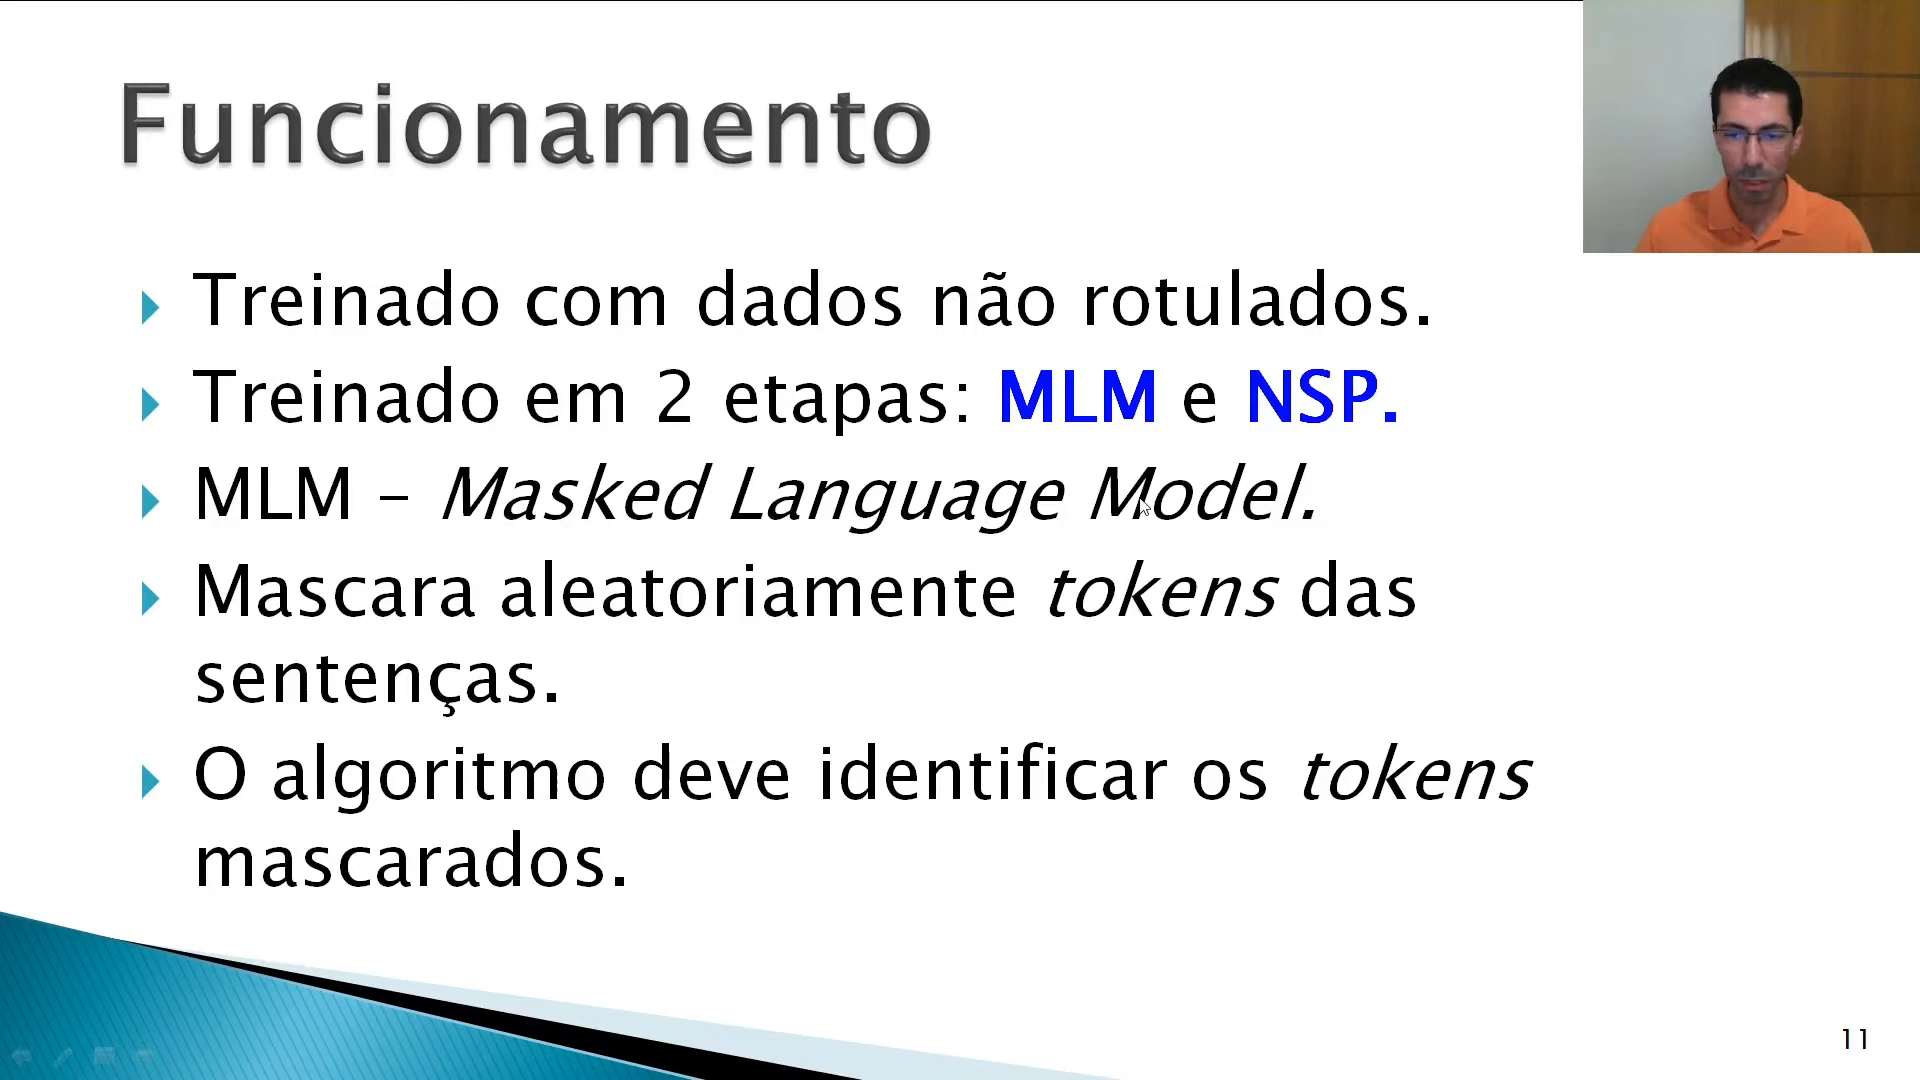 Funcionamento
Treinado com dados não rotulados.
Treinado em 2 etapas: MLM e NSP.
MLM – Masked Language Model.
Mascara aleatoriamente tokens das
sentenças.
O algoritmo deve identificar os tokens
mascarados.
11